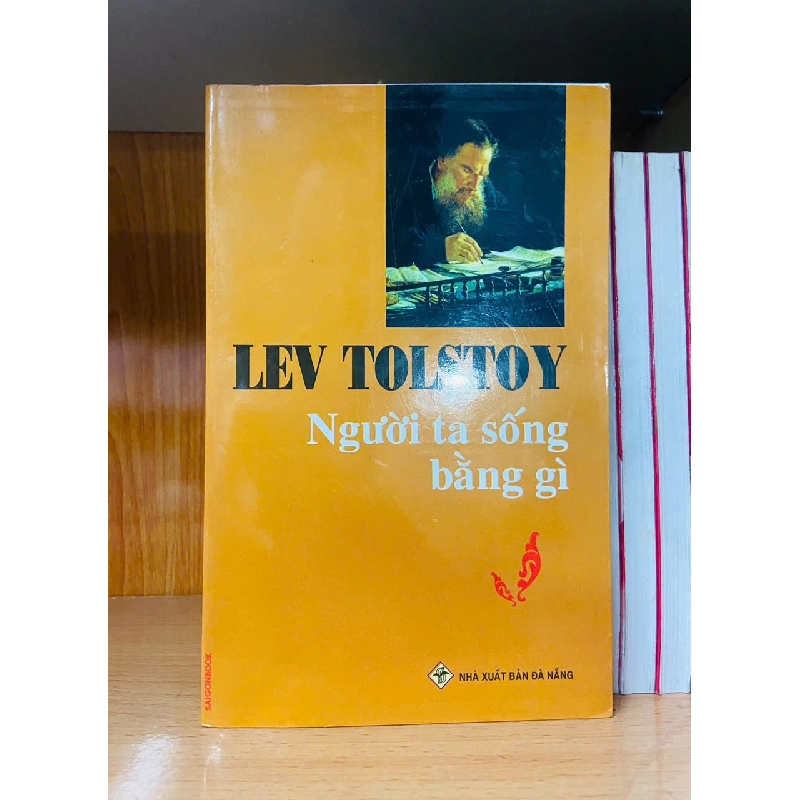 LEV TOLSTOY
Người ta sống
bằng gì
NHÀ XUẤT BẢN ĐÀ NẴNG
SAIGONBOOK